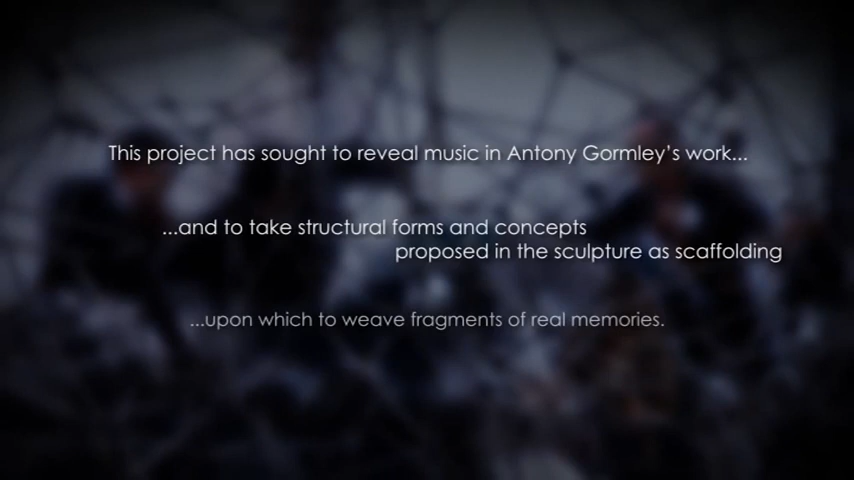 This project has sought to reveal music in Antony Gormley's work...
...and to take structural forms and concepts
proposed in the sculpture as scaffolding
...upon which to weave fragments of real memories.